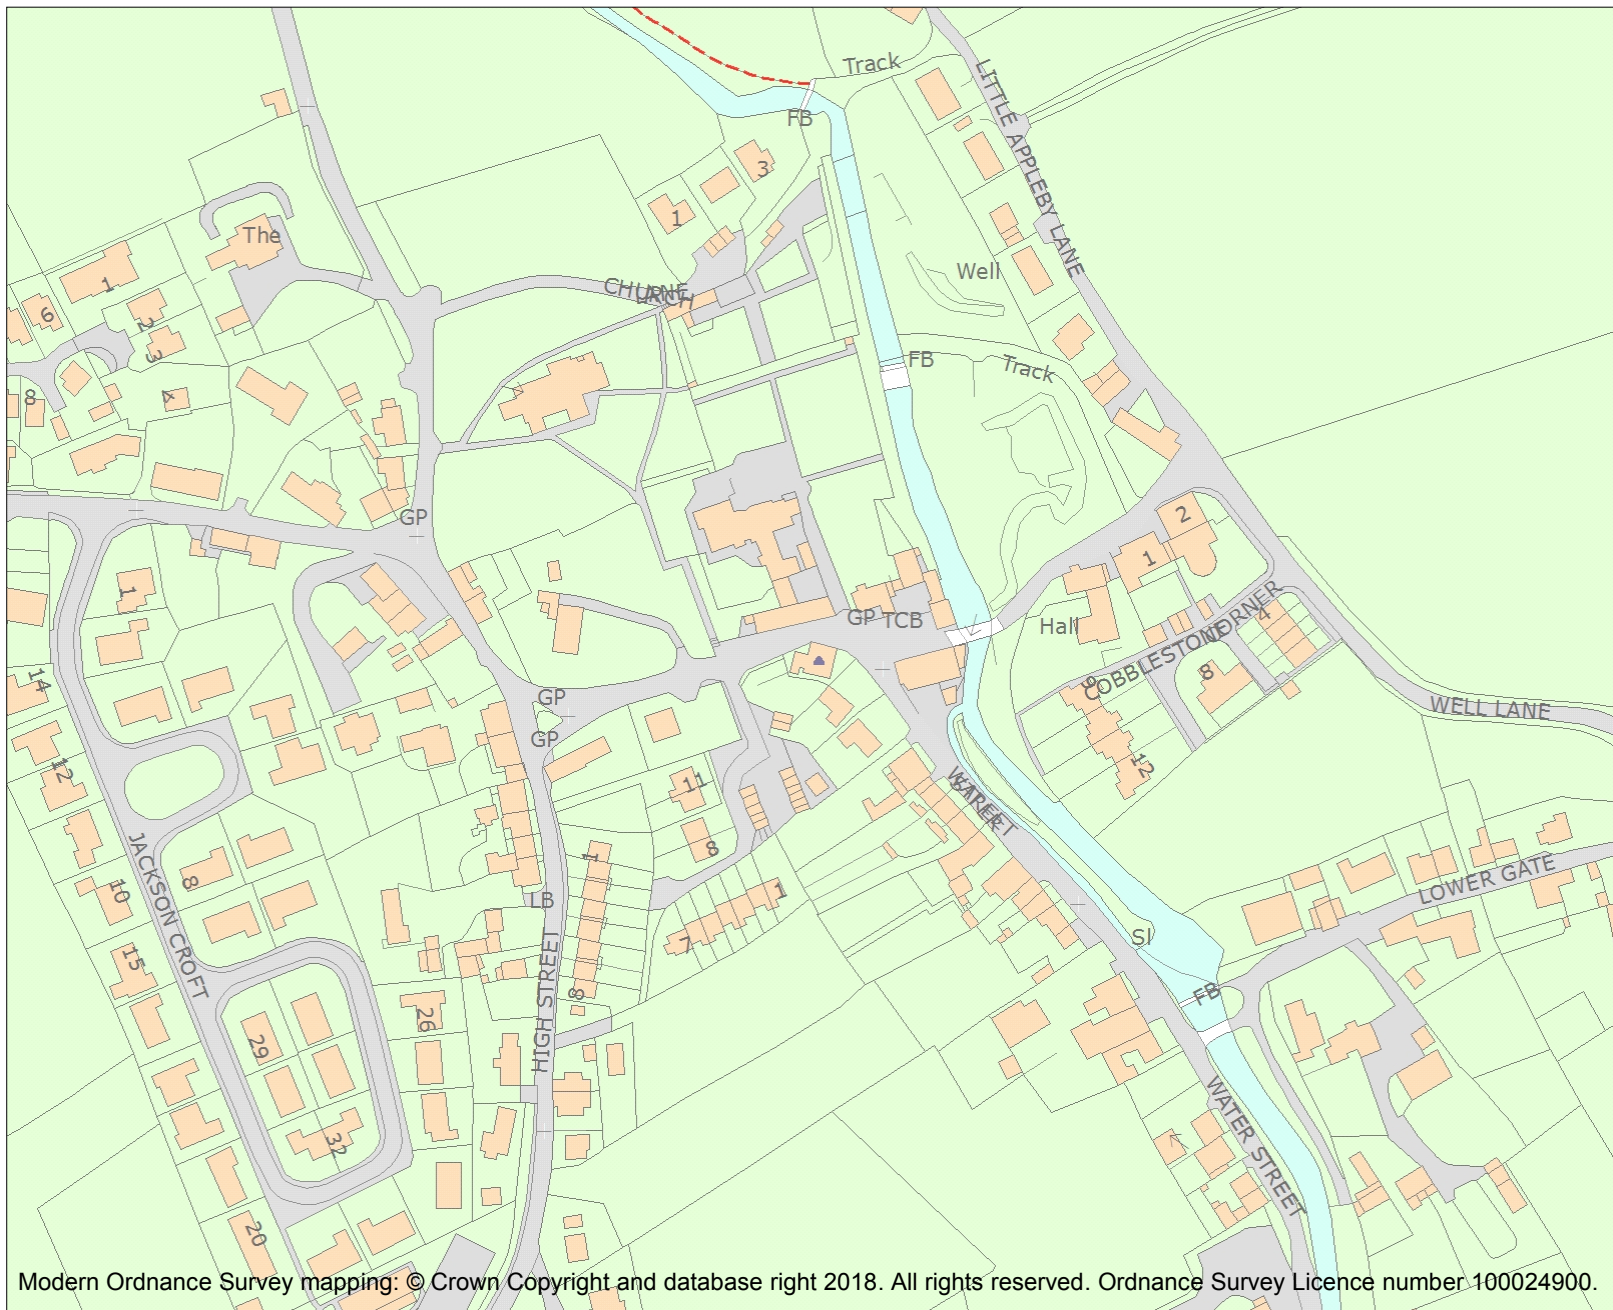 Track
LITTLE APPLEBY LANE
FB
3
1
The
Well
1
CHURCH
6
2
3
FB
Track
8
4
GP
2
1
1
GP TCB
Hall
4
COBBLESTONE CORNER
8
9
14
GP
WELL LANE
GP
12
12
11
WATER
STREET
8
1
JACKSON CROFT
8
10
LB
1
LOWER GATE
7
Sl
15
HIGH STREET
8
FB
26
29
32
WATER STREET
20
Modern Ordnance Survey mapping: © Crown Copyright and database right 2018. All rights reserved. Ordnance Survey Licence number 100024900.